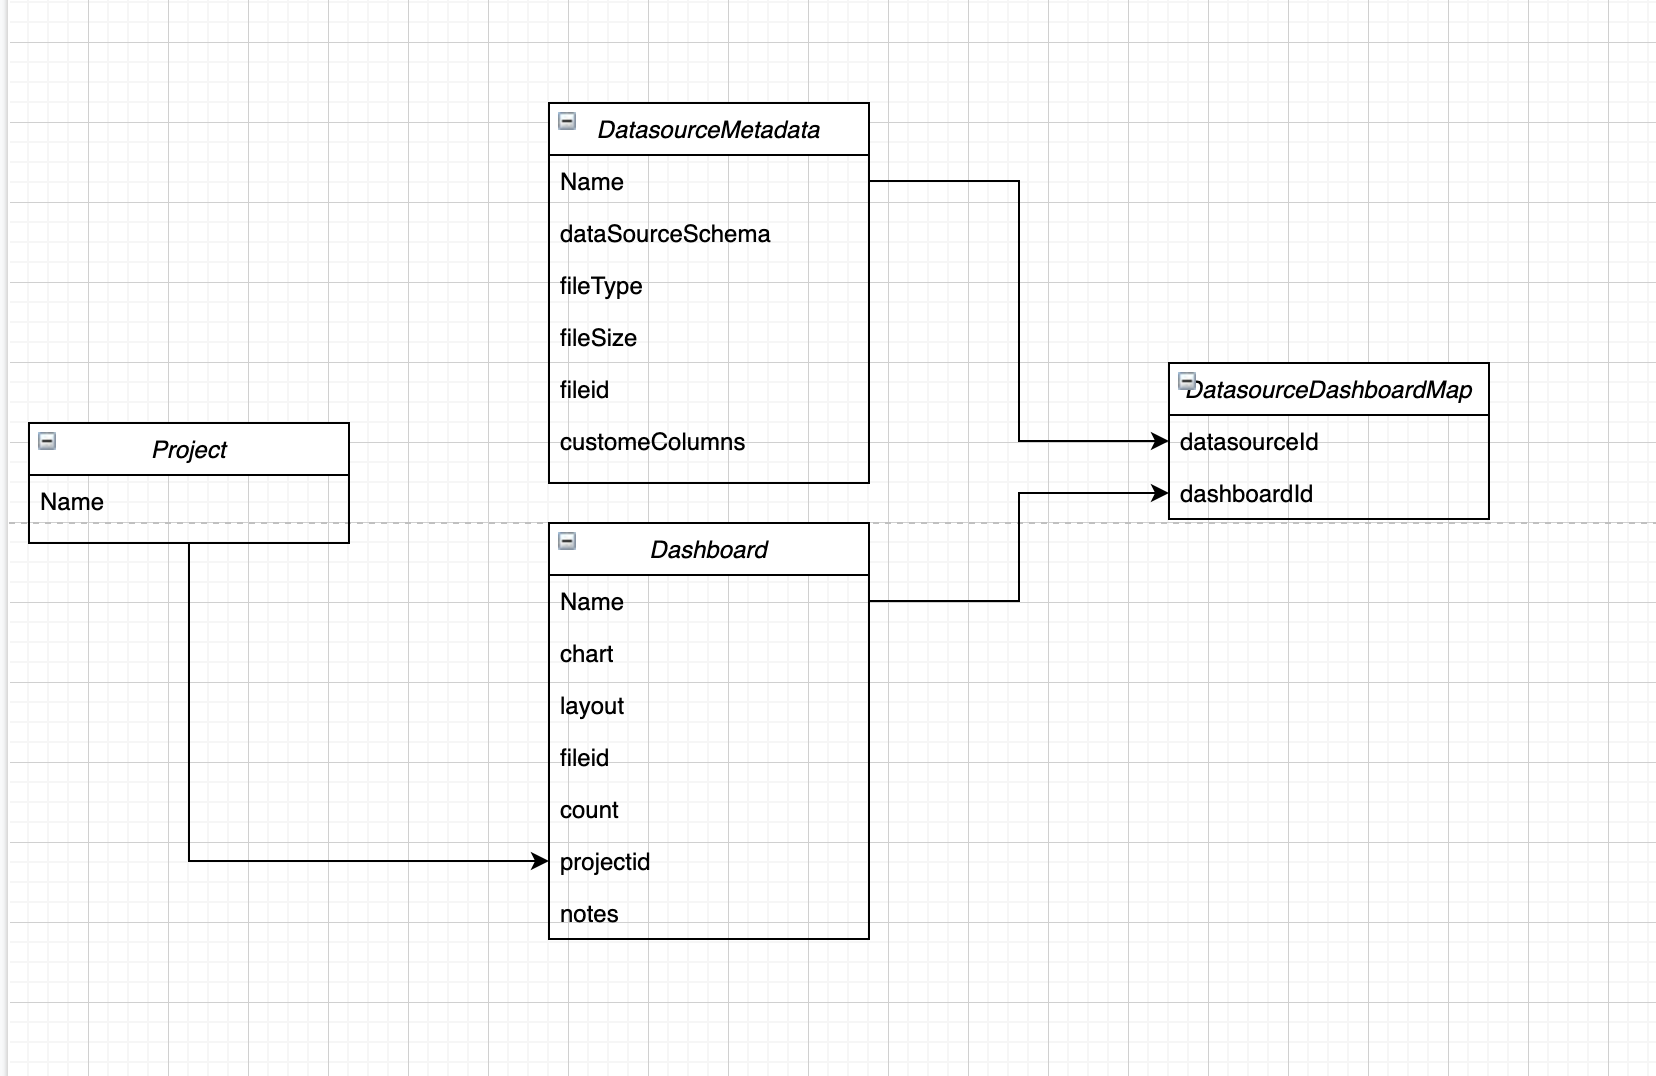 DatasourceMetadata
Name
dataSourceSchema
fileType
fileSize
fileid
customeColumns
Project
Name
DatasourceDashboardMap
datasourceId
dashboardId
Dashboard
Name
chart
layout
fileid
count
projectid
notes